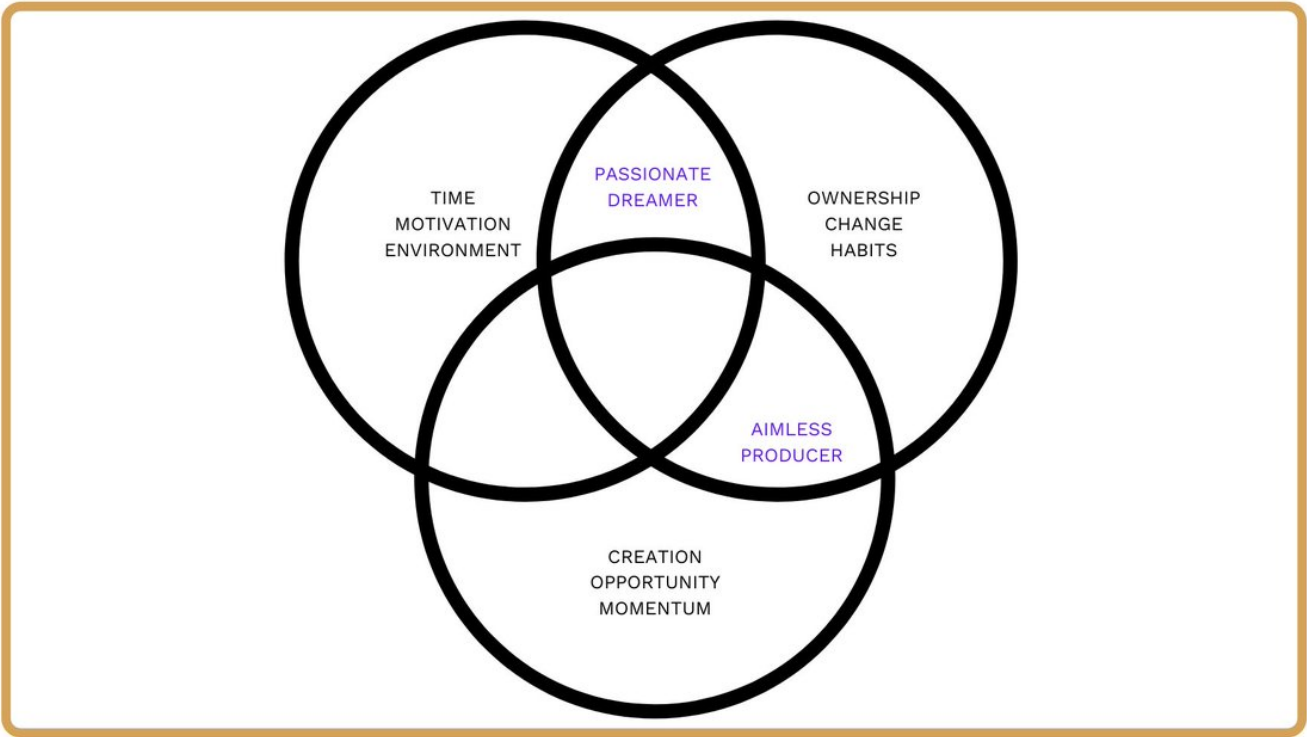 PASSIONATE
DREAMER
TIME
MOTIVATION
ENVIRONMENT
OWNERSHIP
CHANGE
HABITS
AIMLESS
PRODUCER
CREATION
OPPORTUNITY
MOMENTUM